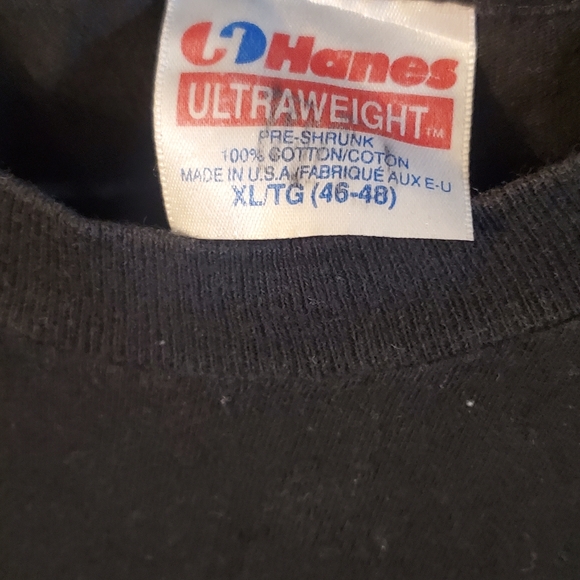 Hanes
ULTRAWEIGHT™
PRE-SHRUNK
100% COTTON/COTON
MADE IN U.S.A./FABRIQUÉ AUX E-U
XL/TG (46-48)